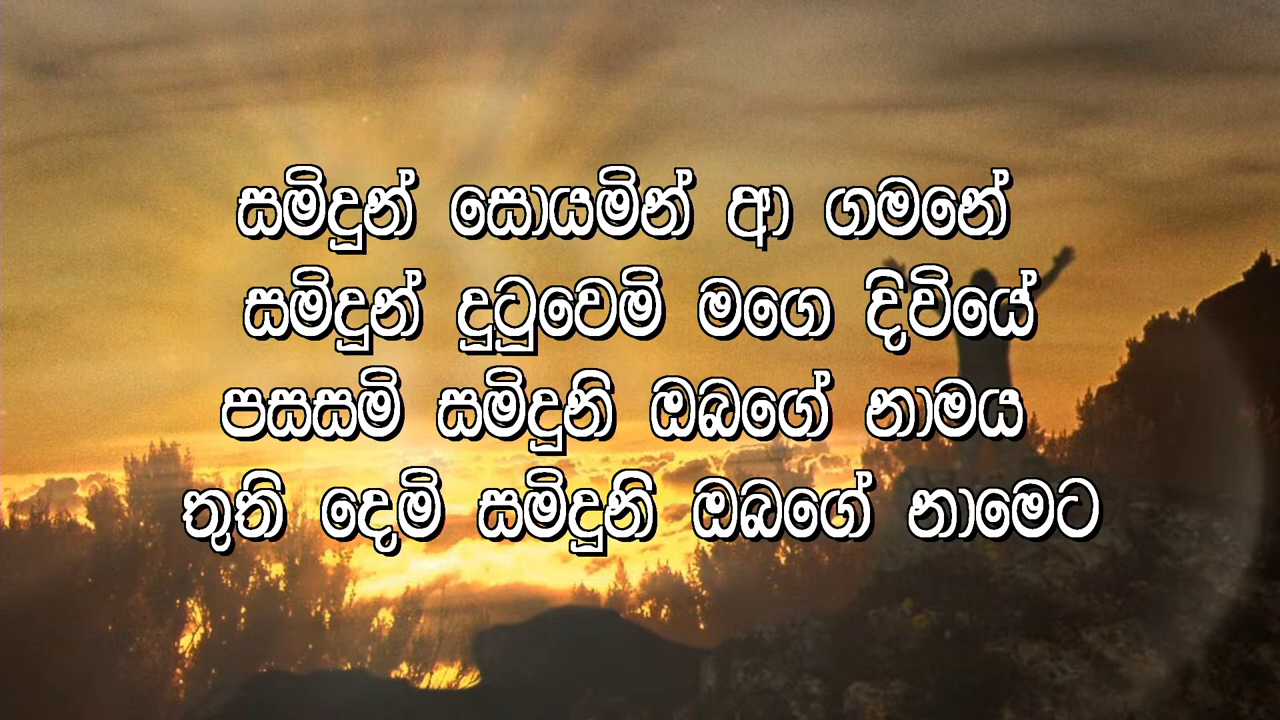 සමිදුන් සොයමින් ආ ගමනේ
සමිදුන් දුටුවෙමි මගෙ දිවියේ
පසසමි සමිදුනි ඔබගේ නාමය
තුති දෙමි සමිදුනි ඔබගේ නාමෙට